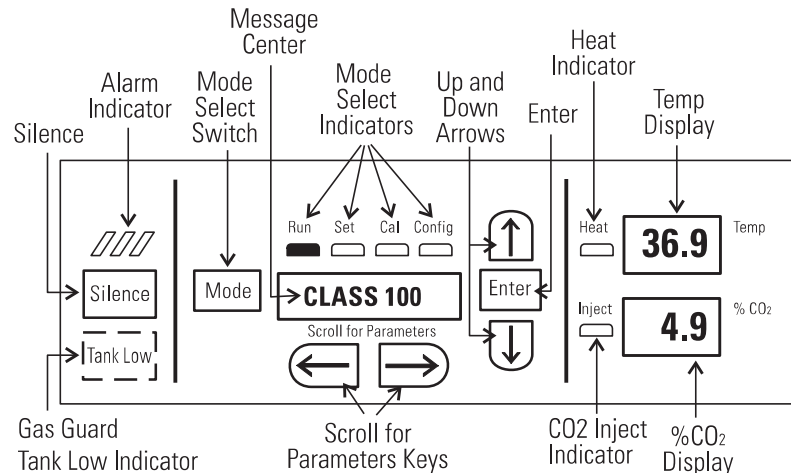 Message
Center
Alarm
Indicator
Mode
Select
Switch
Mode
Select
Indicators
Up and
Down
Arrows
Heat
Indicator
Temp
Display
Silence
Enter
Run Set Cal Config
Heat
36.9
Temp
Silence
Mode
CLASS 100
Enter
Scroll for Parameters
Inject
4.9
% CO₂
Tank Low
Gas Guard
Tank Low Indicator
Scroll for
Parameters Keys
CO2 Inject
Indicator
%CO₂
Display